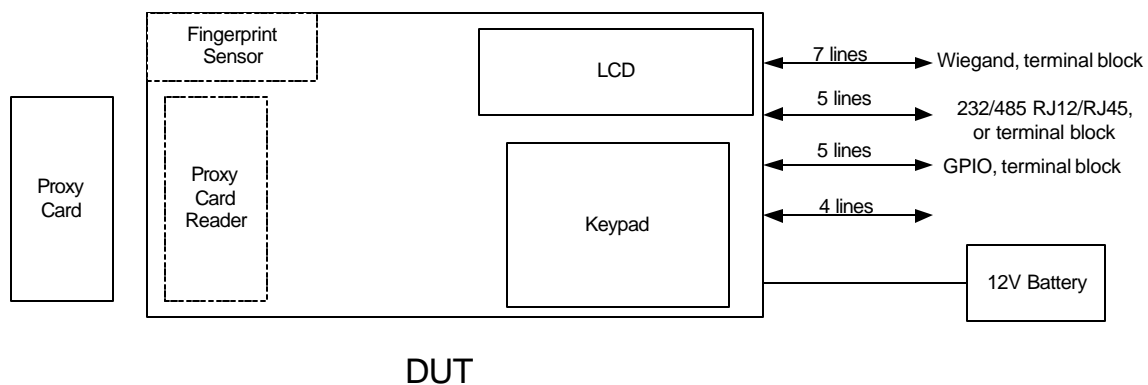 Fingerprint
Sensor
LCD
7 lines
Wiegand, terminal block
5 lines
232/485 RJ12/RJ45,
or terminal block
5 lines
GPIO, terminal block
4 lines
Proxy
Card
Proxy
Card
Reader
Keypad
12V Battery
DUT